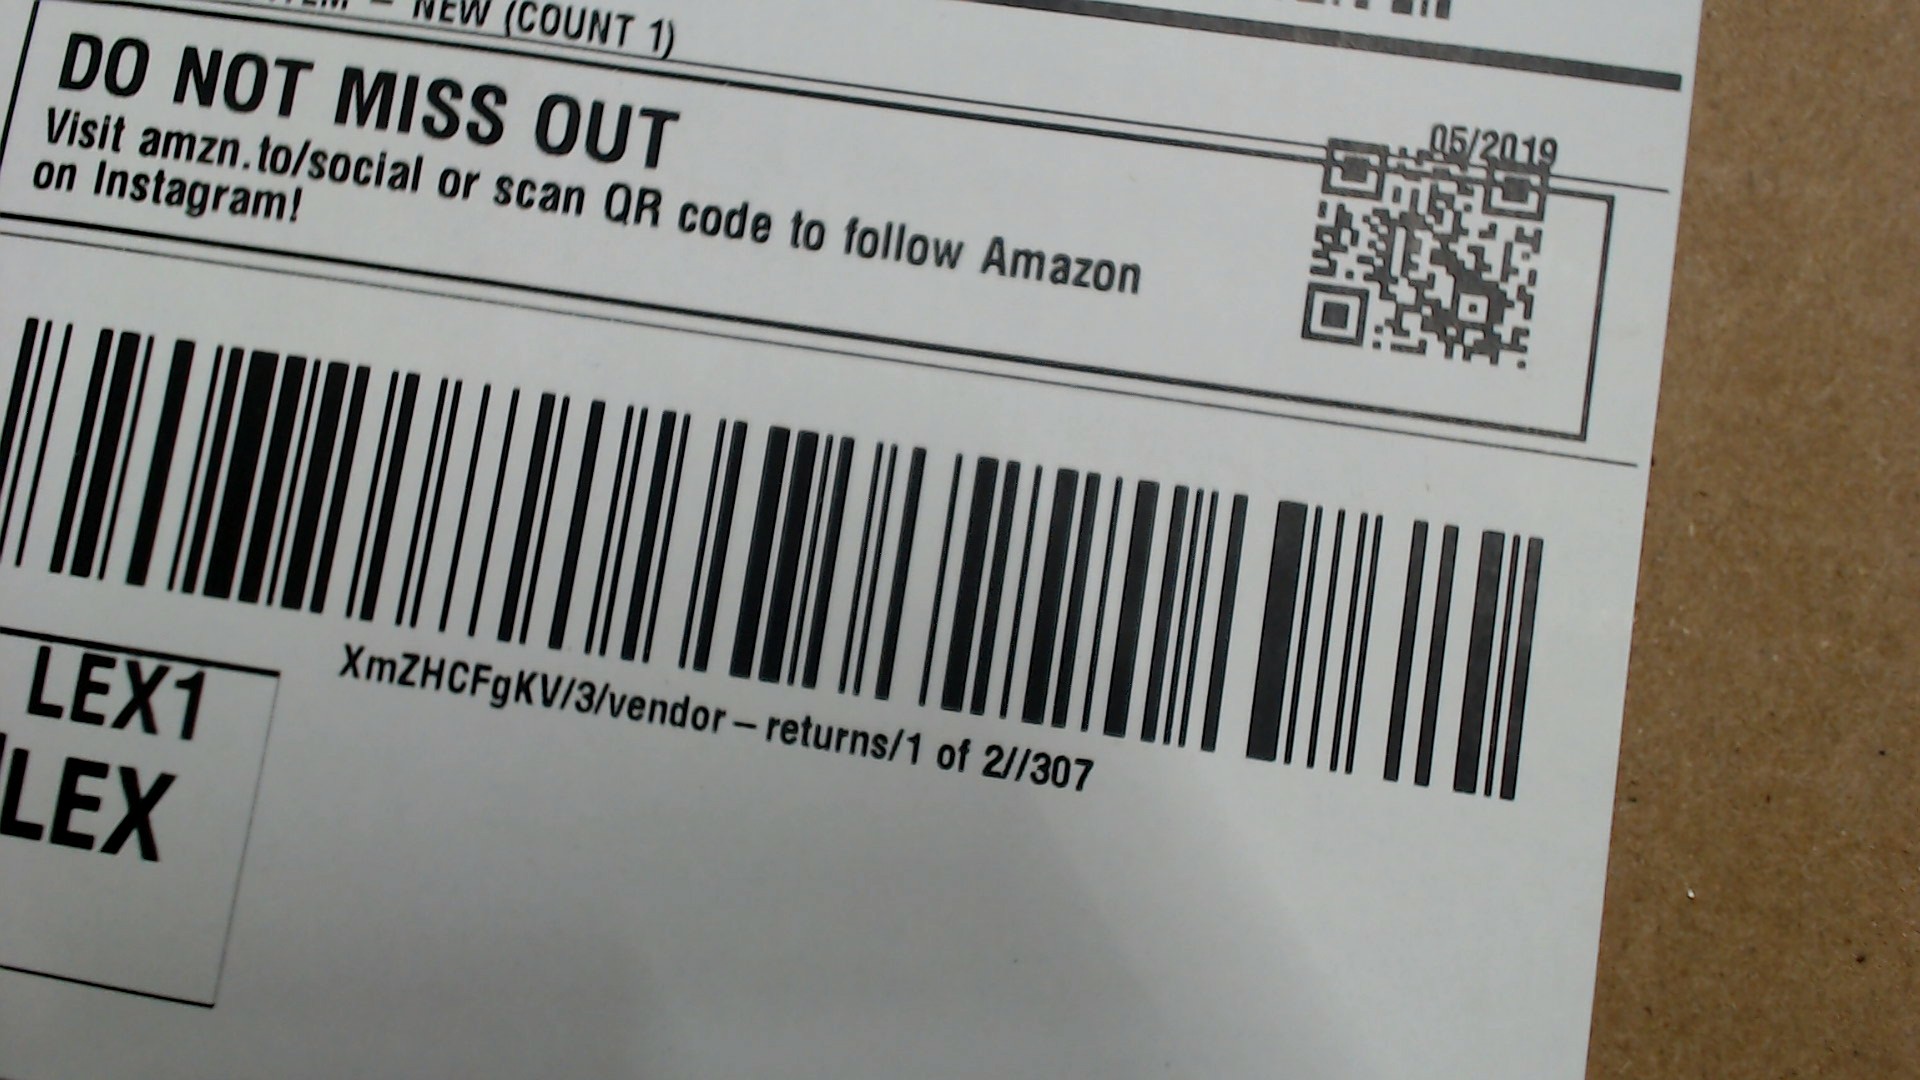 – NEW (COUNT 1)
05/2019
DO NOT MISS OUT
Visit amzn.to/social or scan QR code to follow Amazon
on Instagram!
XmZHCFgKV/3/vendor – returns/1 of 2//307
LEX1
LEX